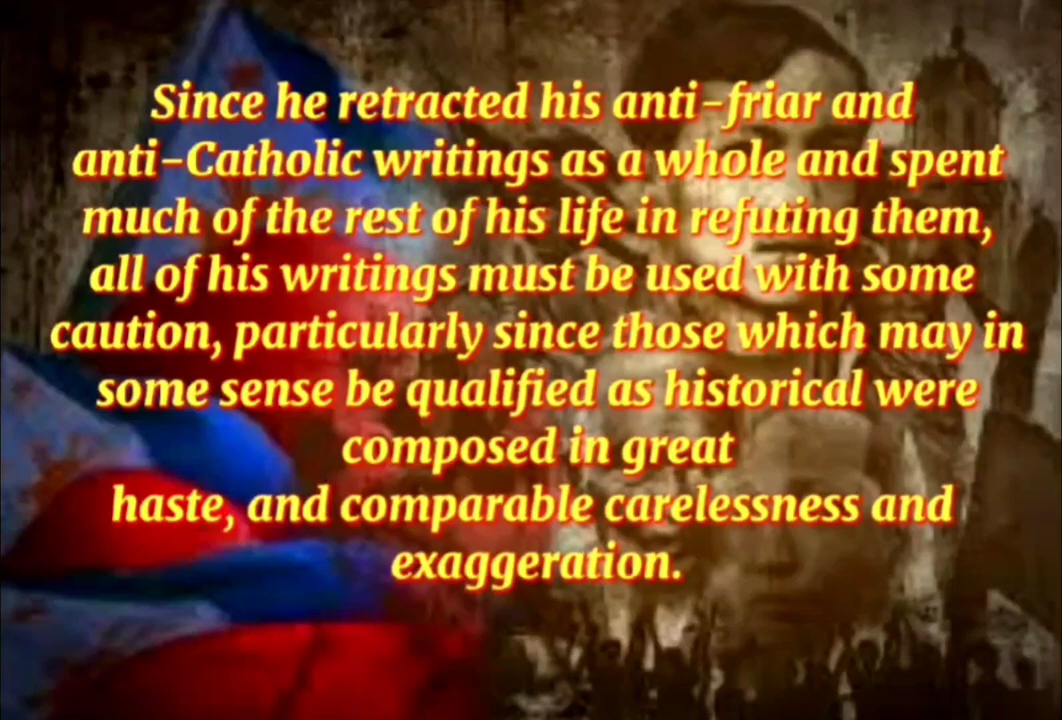 Since he retracted his anti-friar and
anti-Catholic writings as a whole and spent
much of the rest of his life in refuting them,
all of his writings must be used with some
caution, particularly since those which may in
some sense be qualified as historical were
composed in great
haste, and comparable carelessness and
exaggeration.